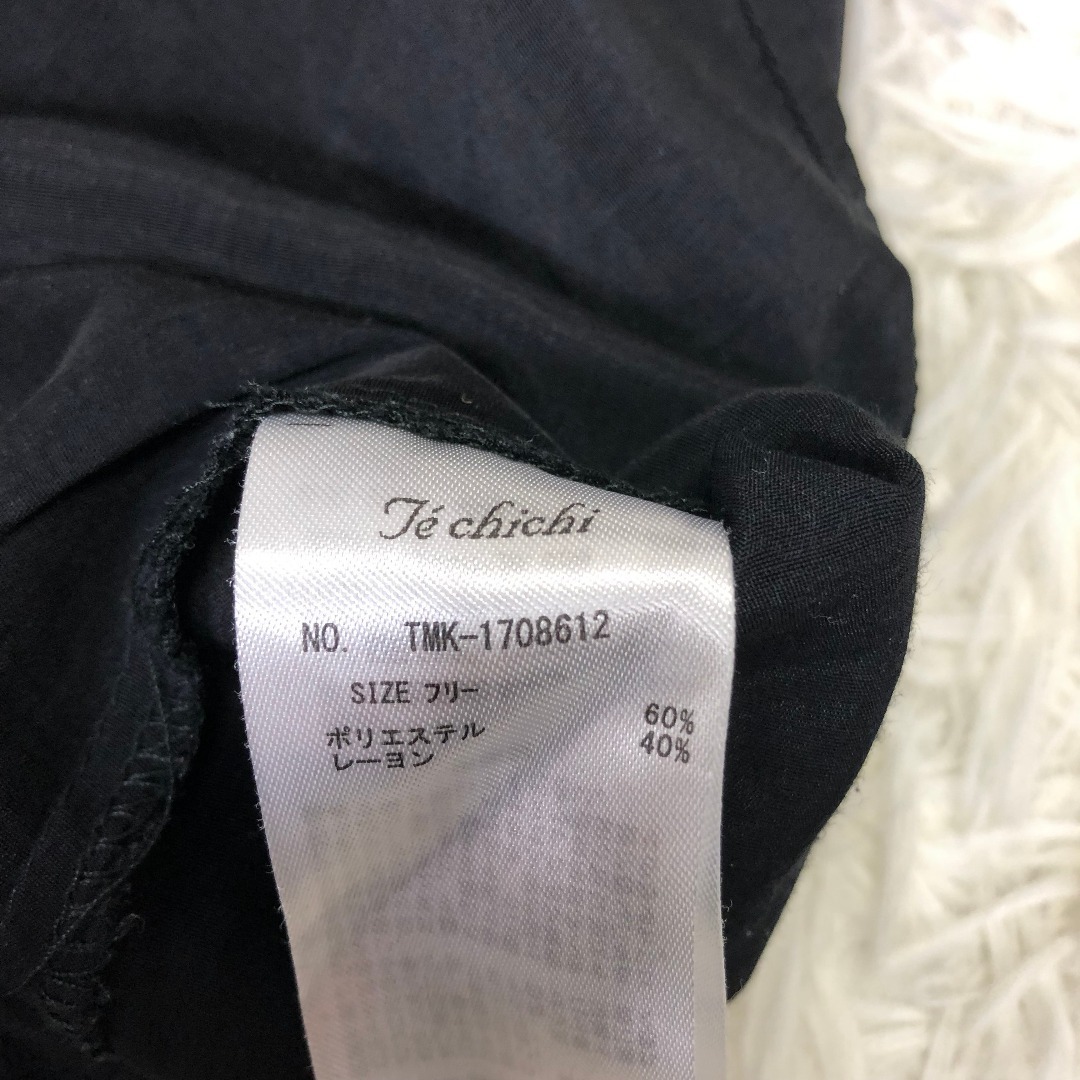 Té chichi
NO. TMK-1708612
SIZE フリー
ポリエステル 60%
レーヨン 40%